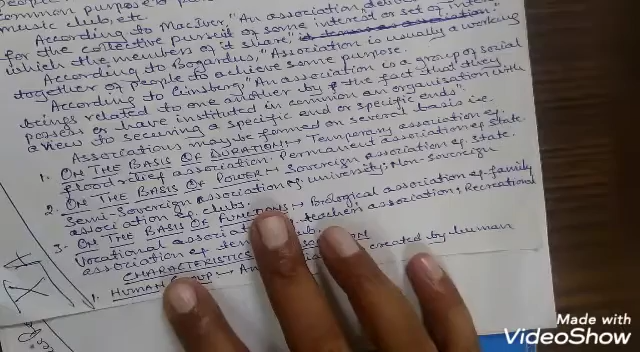 common purpose
music club, etc.
According to MacIver, "An association
for the collective pursuit of some interest or set of
which the members of it share,"
According to Bogardus, "Association is usually a working
together of people to achieve some purpose.
According to Ginsberg, "An association is a group of social
beings related to one another by the fact that they
possess or have instituted in common an organisation with
a view to securing a specific end or specific ends".
Associations may be formed on several basis i.e.
1. ON THE BASIS OF DURATION → Temporary association eg.
flood relief association. Permanent association eg. state.
2. ON THE BASIS OF POWER → Sovereign association eg. state.
Semi-Sovereign association eg. university; Non-Sovereign
association eg. clubs.
3. ON THE BASIS OF FUNCTIONS → Biological association eg. family
Vocational teachers association; Recreational
association eg. club.
CHARACTERISTICS
1. HUMAN GROUP → created by human
Made with
VideoShow